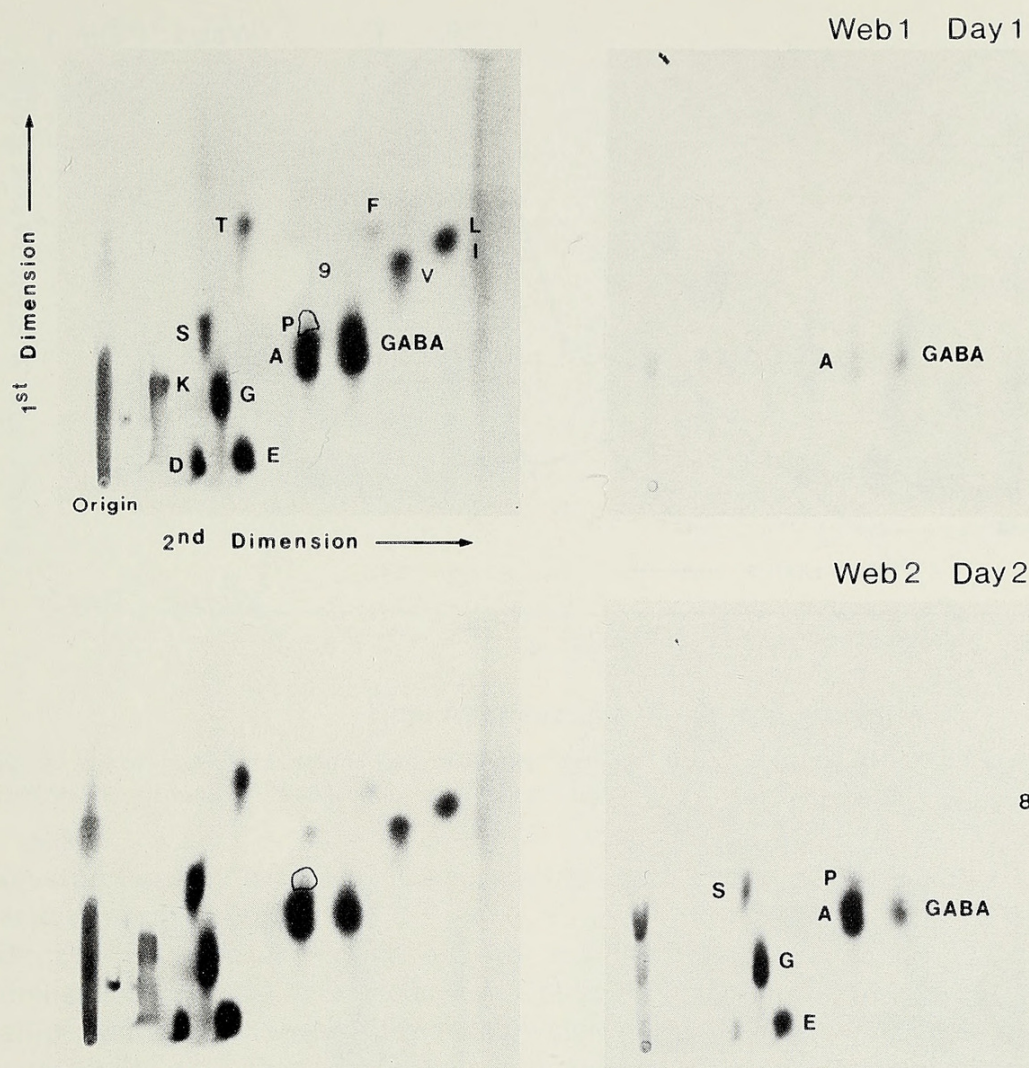 Web 1 Day 1
1st Dimension
T
F
L
I
9
V
S
P
A
GABA
K
G
D
E
Origin
2nd Dimension
A
GABA
Web 2 Day 2
8
S
P
A
GABA
G
E